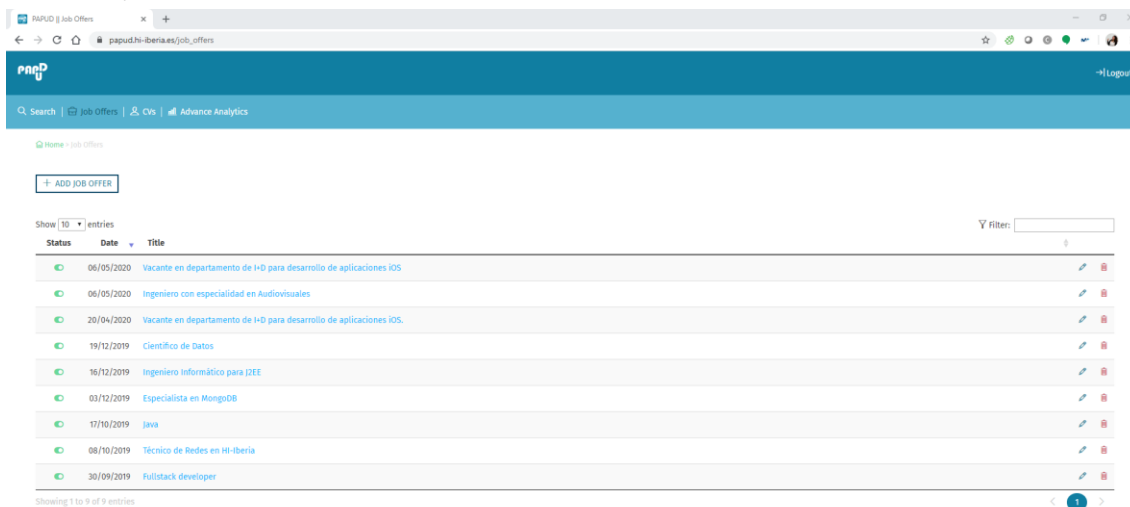 PAPUD || Job Offers
papud.hi-iberia.es/job_offers
PAPUD
Logout
Search | Job Offers | CVs | Advance Analytics
Home > Job Offers
+ ADD JOB OFFER
Show 10 entries Filter:
Status Date Title
06/05/2020 Vacante en departamento de I+D para desarrollo de aplicaciones iOS
06/05/2020 Ingeniero con especialidad en Audiovisuales
20/04/2020 Vacante en departamento de I+D para desarrollo de aplicaciones iOS.
19/12/2019 Científico de Datos
16/12/2019 Ingeniero Informático para J2EE
03/12/2019 Especialista en MongoDB
17/10/2019 Java
08/10/2019 Técnico de Redes en HI-Iberia
30/09/2019 Fullstack developer
Showing 1 to 9 of 9 entries < 1 >